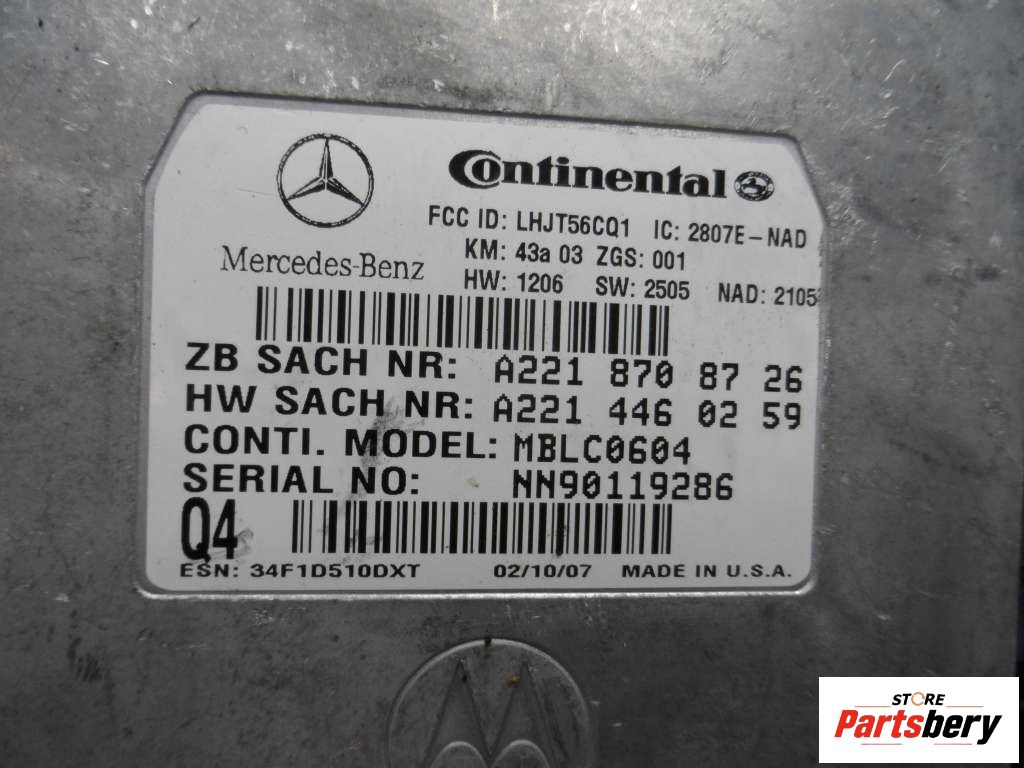 Continental
FCC ID: LHJT56CQ1 IC: 2807E-NAD
Mercedes-Benz
KM: 43a 03 ZGS: 001
HW: 1206 SW: 2505 NAD: 2105
ZB SACH NR: A221 870 87 26
HW SACH NR: A221 446 02 59
CONTI. MODEL: MBLC0604
SERIAL NO: NN90119286
Q4
ESN: 34F1D510DXT 02/10/07 MADE IN U.S.A.
STORE
Partsbery